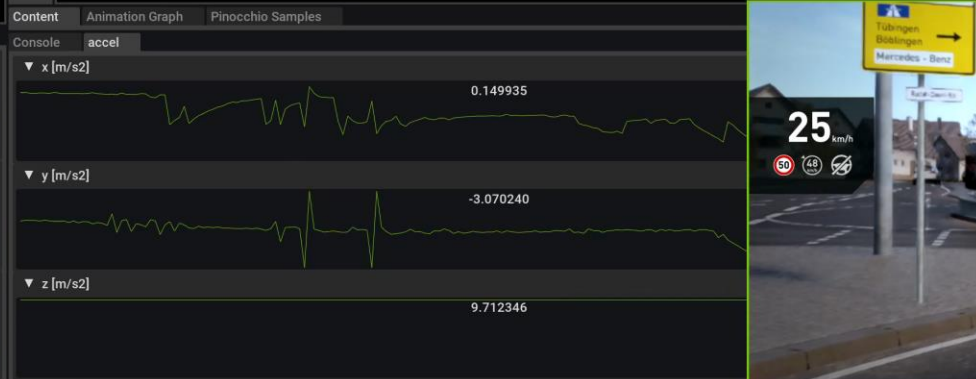 Content Animation Graph Pinocchio Samples
Console accel
▼ x [m/s2]
0.149935
▼ y [m/s2]
-3.070240
▼ z [m/s2]
9.712346
Tübingen
Böblingen
Mercedes - Benz
25 km/h
50 48